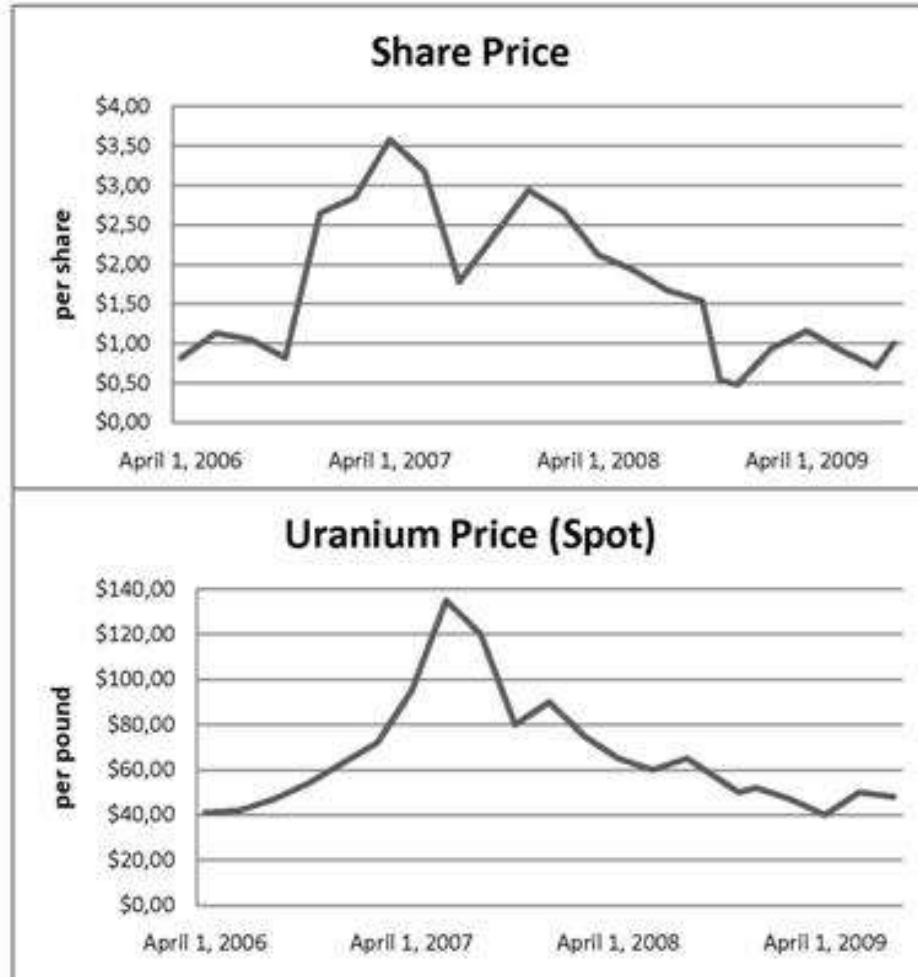 Share Price
$4,00
$3,50
$3,00
$2,50
$2,00
$1,50
$1,00
$0,50
$0,00
per share
April 1, 2006 April 1, 2007 April 1, 2008 April 1, 2009
Uranium Price (Spot)
$140,00
$120,00
$100,00
$80,00
$60,00
$40,00
$20,00
$0,00
per pound
April 1, 2006 April 1, 2007 April 1, 2008 April 1, 2009